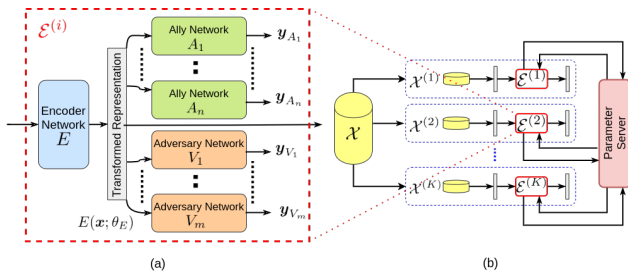 ℰ^(i)
Encoder
Network
E
Transformed Representation
E(x; θ_E)
Ally Network
A_1
y_{A_1}
Ally Network
A_n
y_{A_n}
Adversary Network
V_1
y_{V_1}
Adversary Network
V_m
y_{V_m}
(a)
𝒳
𝒳^(1)
ℰ^(1)
𝒳^(2)
ℰ^(2)
𝒳^(K)
ℰ^(K)
Parameter
Server
(b)